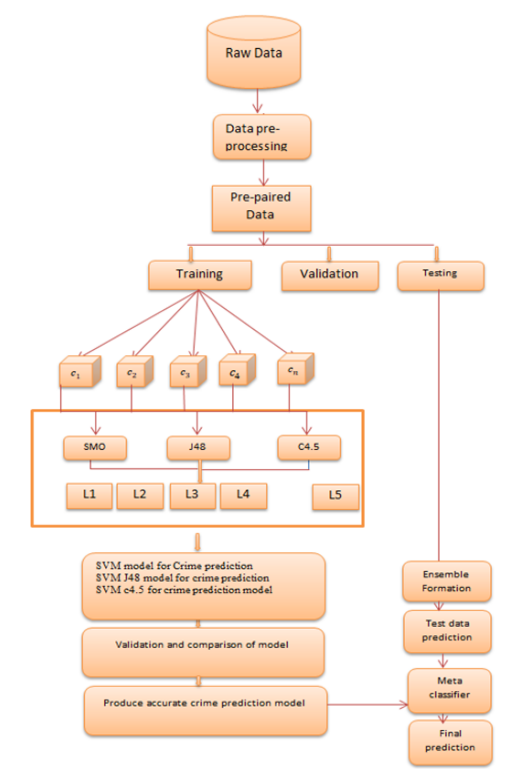 Raw Data
Data pre-
processing
Pre-paired
Data
Training
Validation
Testing
c1
c2
c3
c4
cn
SMO
J48
C4.5
L1
L2
L3
L4
L5
SVM model for Crime prediction
SVM J48 model for crime prediction
SVM c4.5 for crime prediction model
Validation and comparison of model
Produce accurate crime prediction model
Ensemble
Formation
Test data
prediction
Meta
classifier
Final
prediction